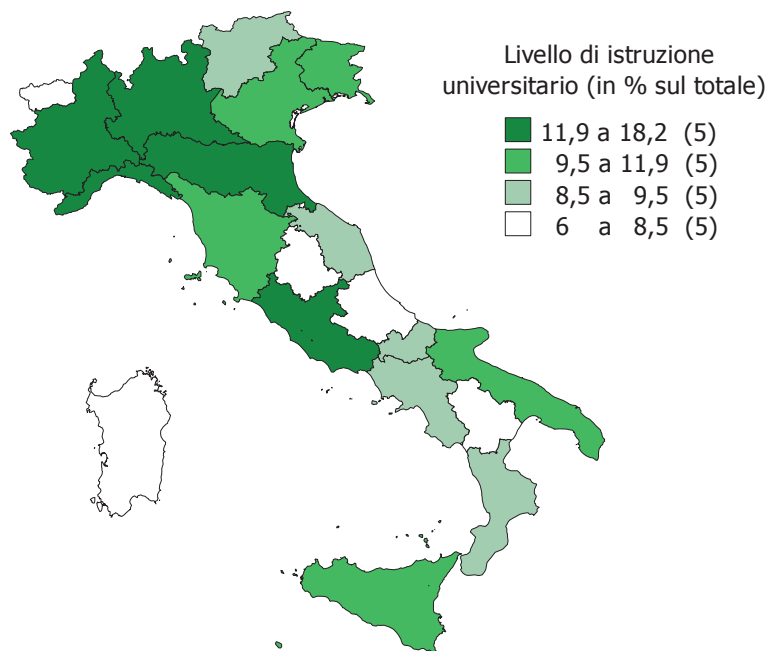 Livello di istruzione
universitario (in % sul totale)
11,9 a 18,2 (5)
9,5 a 11,9 (5)
8,5 a 9,5 (5)
6 a 8,5 (5)